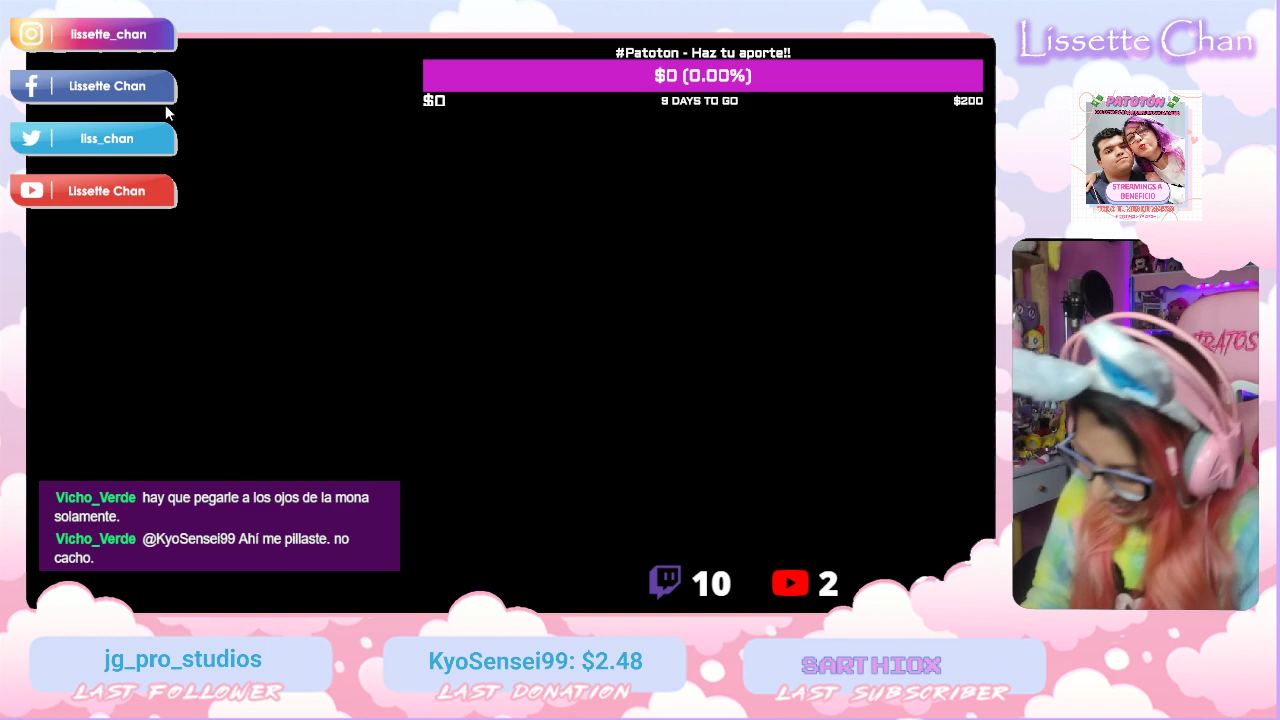 lissette_chan
Lissette Chan
liss_chan
Lissette Chan
#Patoton - Haz tu aporte!!
$0 (0.00%)
$0
9 DAYS TO GO
$200
Lissette Chan
PATOTÓN
STREAMINGS A
BENEFICIO
Vicho_Verde hay que pegarle a los ojos de la mona
solamente.
Vicho_Verde @KyoSensei99 Ahí me pillaste. no
cacho.
10
2
jg_pro_studios
LAST FOLLOWER
KyoSensei99: $2.48
LAST DONATION
SARTHIOX
LAST SUBSCRIBER